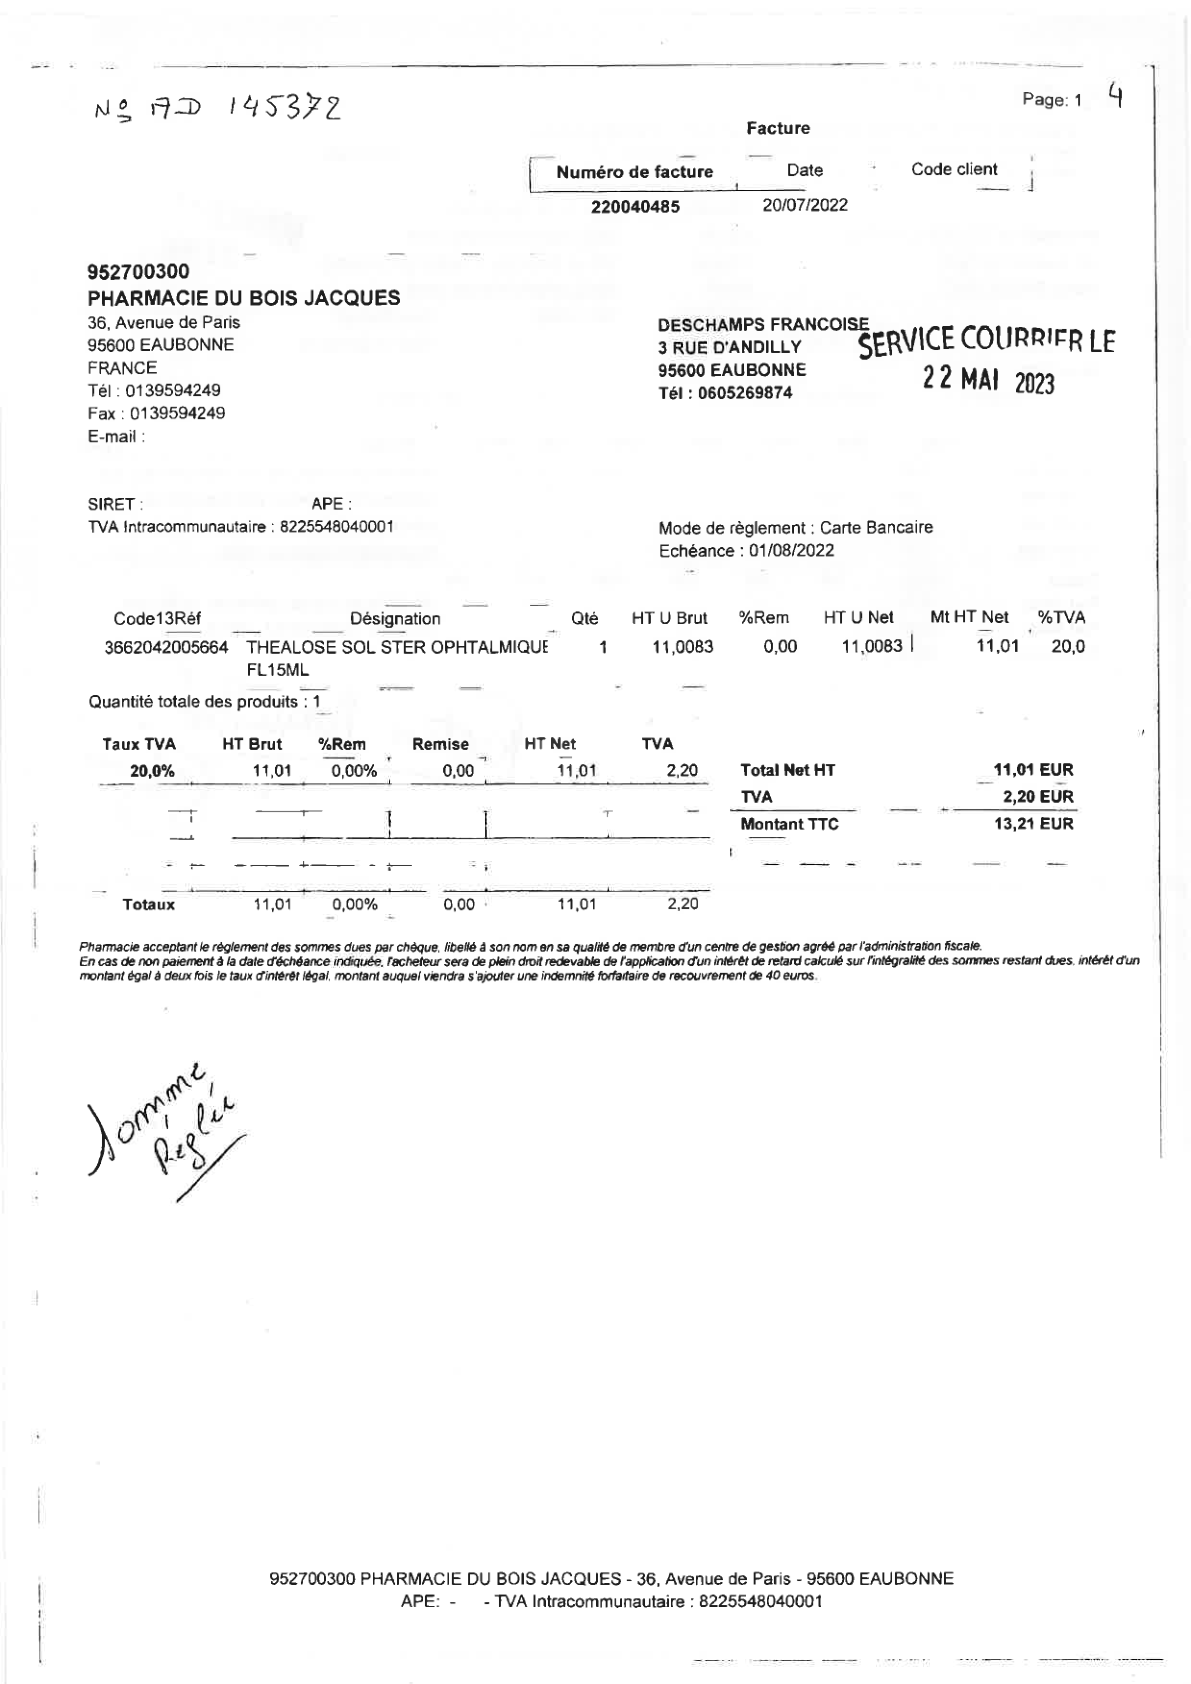 Nº AD 145372
Page: 1 4
Facture
Numéro de facture Date Code client
220040485 20/07/2022
952700300
PHARMACIE DU BOIS JACQUES
36, Avenue de Paris
95600 EAUBONNE
FRANCE
Tél : 0139594249
Fax : 0139594249
E-mail :
DESCHAMPS FRANCOISE
3 RUE D'ANDILLY
95600 EAUBONNE
Tél : 0605269874
SERVICE COURRIER LE
22 MAI 2023
SIRET : APE :
TVA Intracommunautaire : 8225548040001
Mode de règlement : Carte Bancaire
Echéance : 01/08/2022
Code13Réf Désignation Qté HT U Brut %Rem HT U Net Mt HT Net %TVA
3662042005664 THEALOSE SOL STER OPHTALMIQUE 1 11,0083 0,00 11,0083 11,01 20,0
FL15ML
Quantité totale des produits : 1
Taux TVA HT Brut %Rem Remise HT Net TVA
20,0% 11,01 0,00% 0,00 11,01 2,20
Total Net HT 11,01 EUR
TVA 2,20 EUR
Montant TTC 13,21 EUR
Totaux 11,01 0,00% 0,00 11,01 2,20
Pharmacie acceptant le règlement des sommes dues par chèque, libellé à son nom en sa qualité de membre d'un centre de gestion agréé par l'administration fiscale.
En cas de non paiement à la date d'échéance indiquée, l'acheteur sera de plein droit redevable de l'application d'un intérêt de retard calculé sur l'intégralité des sommes restant dues, intérêt d'un
montant égal à deux fois le taux d'intérêt légal, montant auquel viendra s'ajouter une indemnité forfaitaire de recouvrement de 40 euros.
Somme
Réglée
952700300 PHARMACIE DU BOIS JACQUES - 36, Avenue de Paris - 95600 EAUBONNE
APE: - - TVA Intracommunautaire : 8225548040001